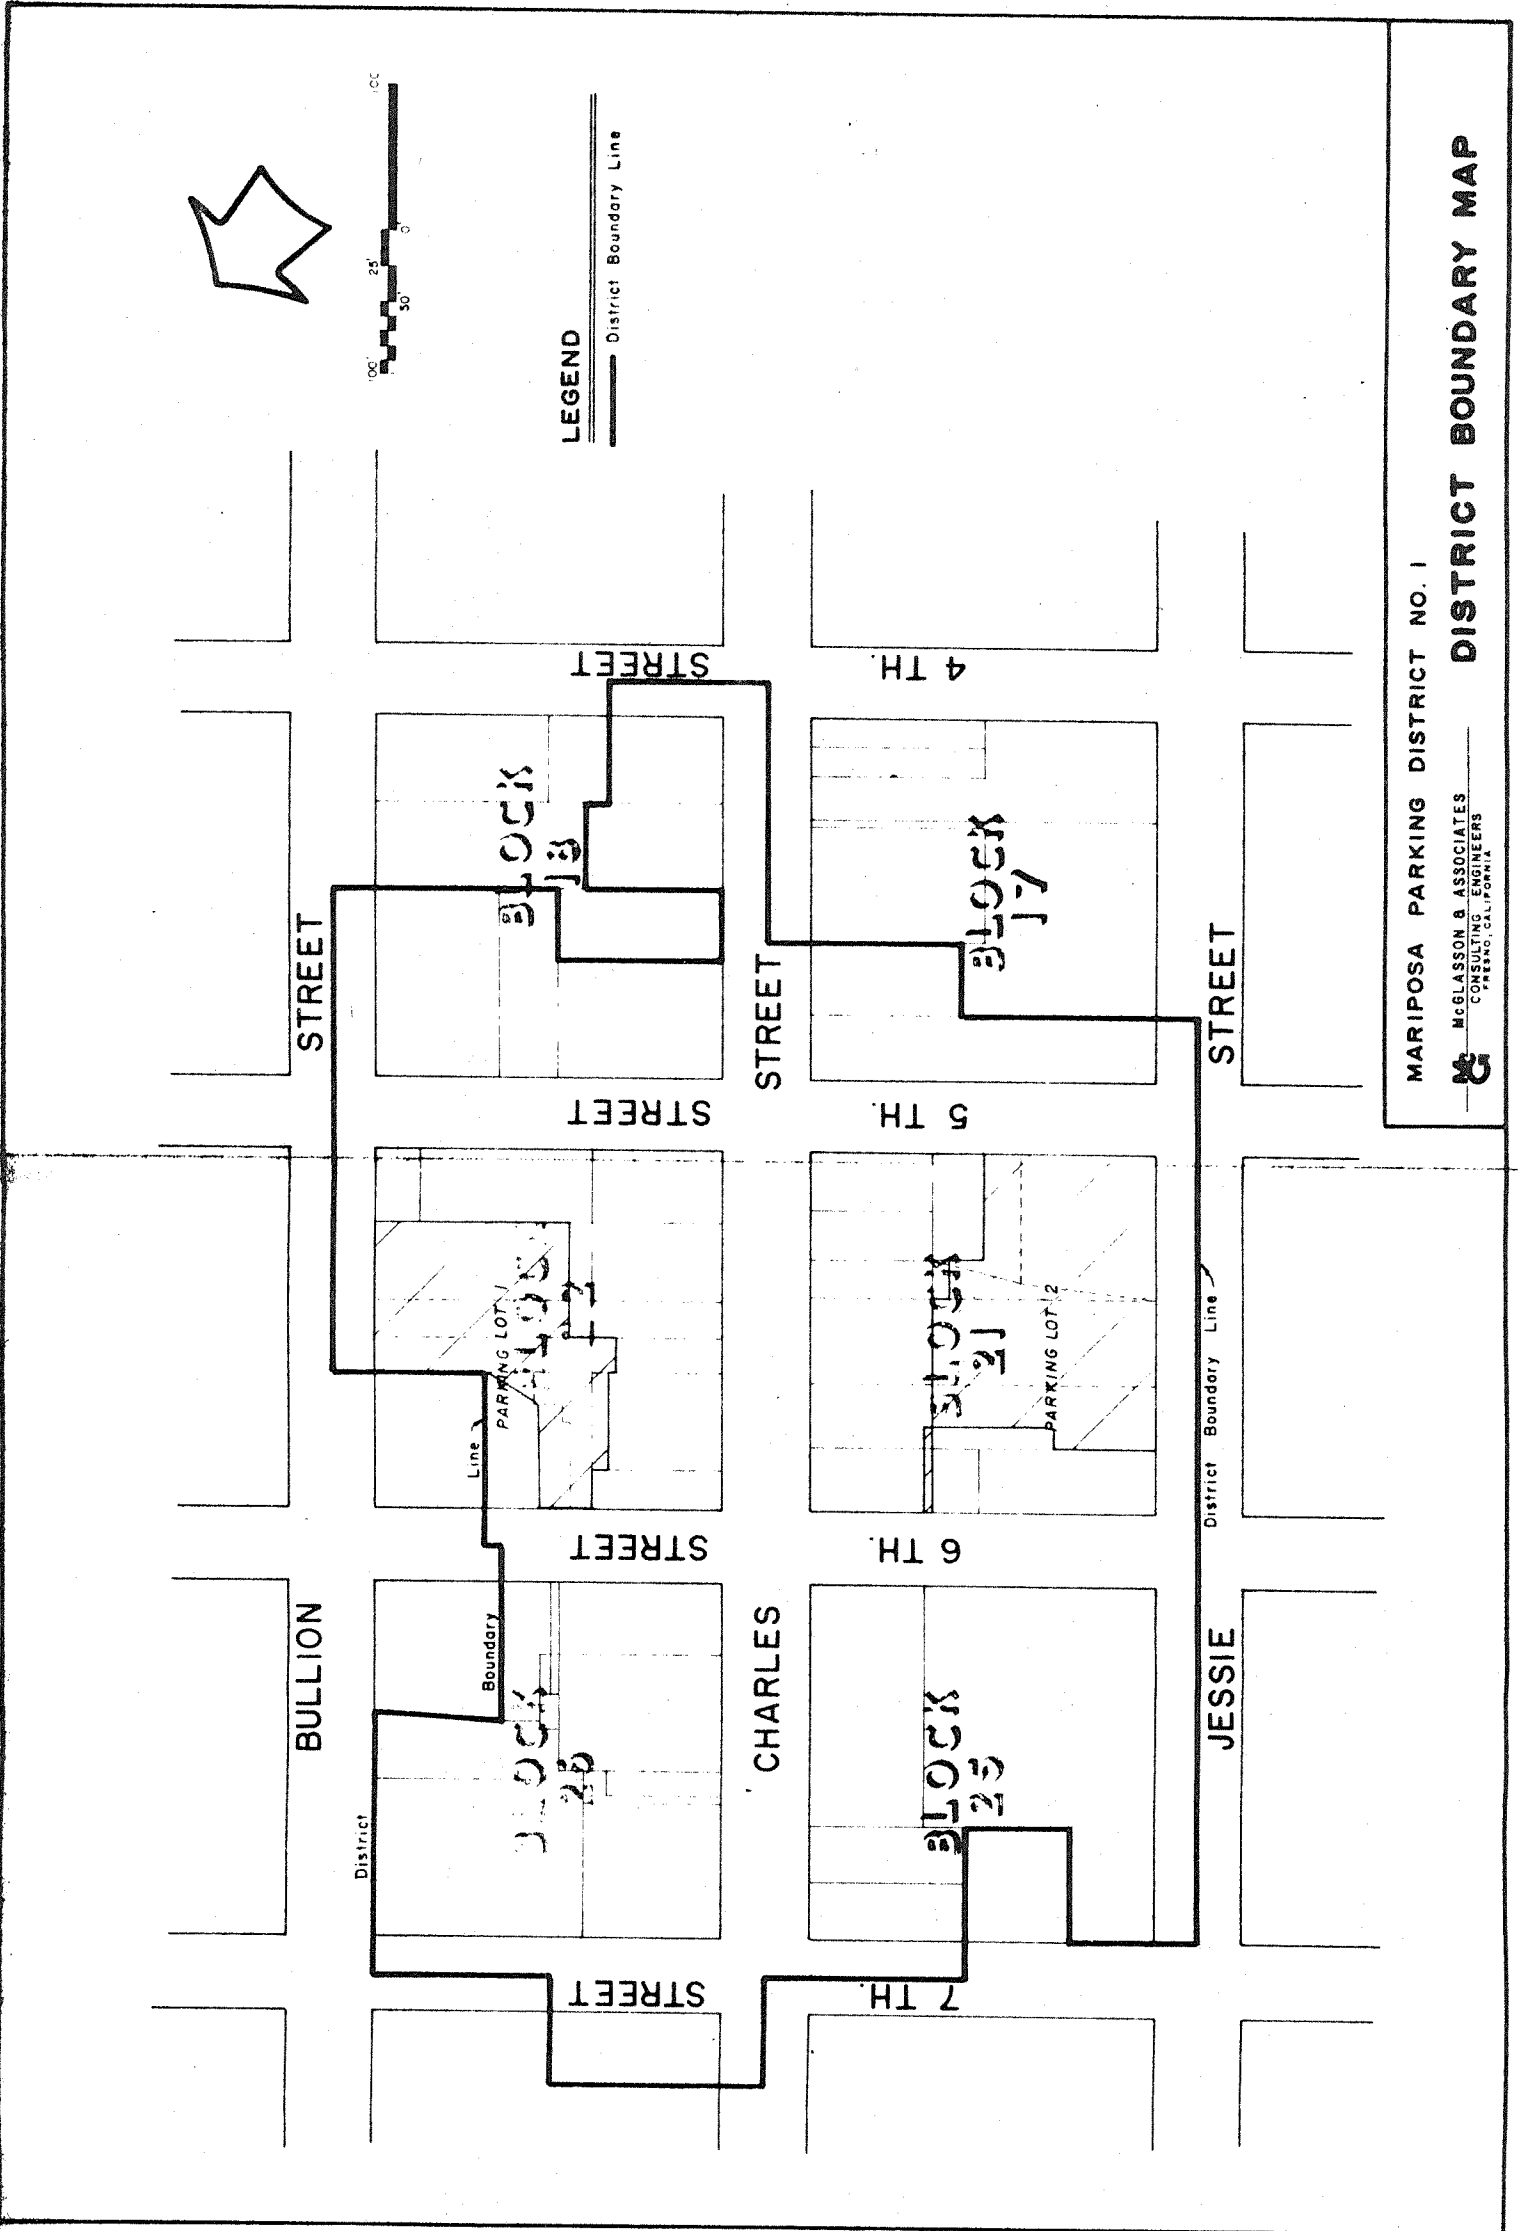 100' 25' 0' 100
50'
LEGEND
District Boundary Line
BULLION STREET
District Boundary Line
BLOCK
18
PARKING LOT 1
BLOCK
26
CHARLES STREET
4 TH. STREET
5 TH. STREET
6 TH. STREET
7 TH. STREET
BLOCK
17
BLOCK
21
PARKING LOT 2
BLOCK
25
District Boundary Line
JESSIE STREET
MARIPOSA PARKING DISTRICT NO. 1
Mc G McGLASSON & ASSOCIATES
CONSULTING ENGINEERS
FRESNO, CALIFORNIA
DISTRICT BOUNDARY MAP